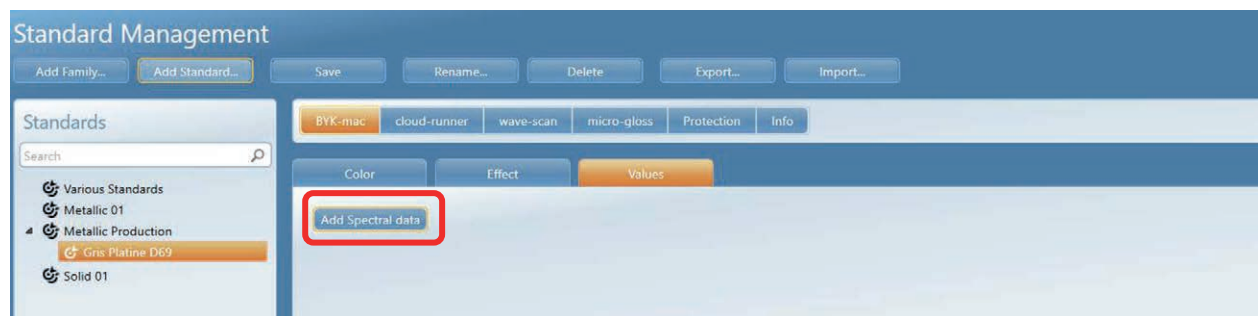 Standard Management
Add Family... Add Standard... Save Rename... Delete Export... Import...
Standards
BYK-mac cloud-runner wave-scan micro-gloss Protection Info
Search
Color Effect Values
Various Standards
Add Spectral data
Metallic 01
Metallic Production
Gris Platine D69
Solid 01